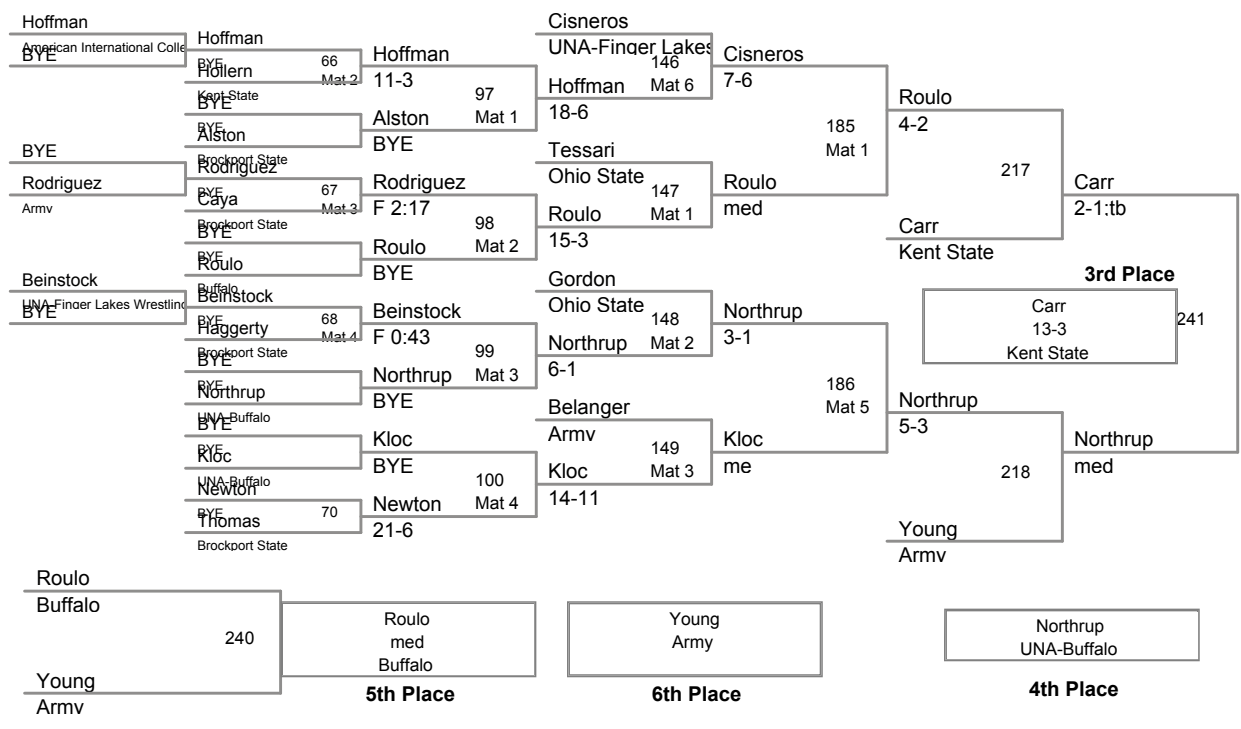 Hoffman
American International Colle
BYE
BYE
Rodriguez
Army
Beinstock
UNA-Finger Lakes Wrestling
BYE
Hoffman
BYE
66
Hollern
Mat 2
Kent State
BYE
BYE
Alston
Brockport State
Rodriguez
BYE
67
Caya
Mat 3
Brockport State
BYE
BYE
Roulo
Buffalo
Beinstock
BYE
68
Haggerty
Mat 4
Brockport State
BYE
BYE
Northrup
UNA-Buffalo
BYE
BYE
Kloc
UNA-Buffalo
Newton
BYE
70
Thomas
Brockport State
Hoffman
11-3
97
Mat 1
Alston
BYE
Rodriguez
F 2:17
98
Mat 2
Roulo
BYE
Beinstock
F 0:43
99
Mat 3
Northrup
BYE
Kloc
BYE
100
Mat 4
Newton
21-6
Cisneros
UNA-Finger Lakes
146
Mat 6
Hoffman
18-6
Tessari
Ohio State
147
Mat 1
Roulo
15-3
Gordon
Ohio State
148
Mat 2
Northrup
6-1
Belanger
Army
149
Mat 3
Kloc
14-11
Cisneros
7-6
185
Mat 1
Roulo
med
Northrup
3-1
186
Mat 5
Kloc
me
Roulo
4-2
217
Carr
Kent State
Northrup
5-3
218
Young
Army
Carr
2-1;tb
3rd Place
Carr
13-3
Kent State
241
Northrup
med
Roulo
Buffalo
240
Young
Army
Roulo
med
Buffalo
5th Place
Young
Army
6th Place
Northrup
UNA-Buffalo
4th Place